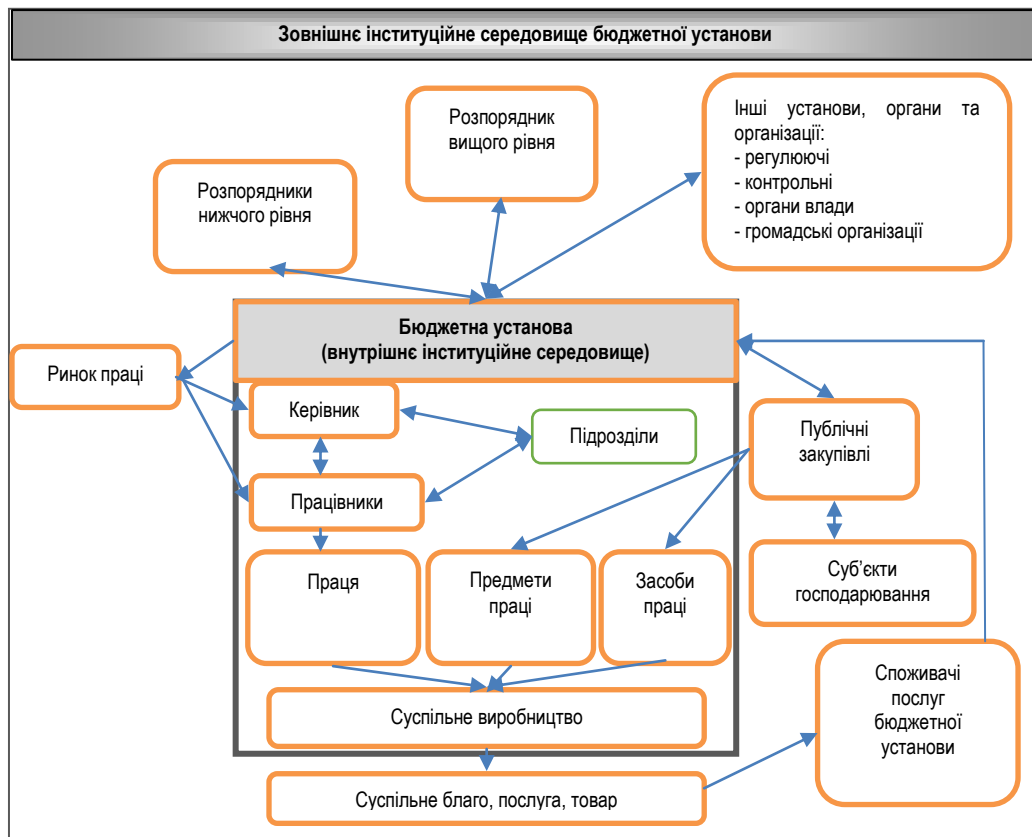 Зовнішнє інституційне середовище бюджетної установи
Розпорядник
вищого рівня
Інші установи, органи та
організації:
- регулюючі
- контрольні
- органи влади
- громадські організації
Розпорядники
нижчого рівня
Бюджетна установа
(внутрішнє інституційне середовище)
Ринок праці
Керівник
Підрозділи
Публічні
закупівлі
Працівники
Праця
Предмети
праці
Засоби
праці
Суб’єкти
господарювання
Споживачі
послуг
бюджетної
установи
Суспільне виробництво
Суспільне благо, послуга, товар